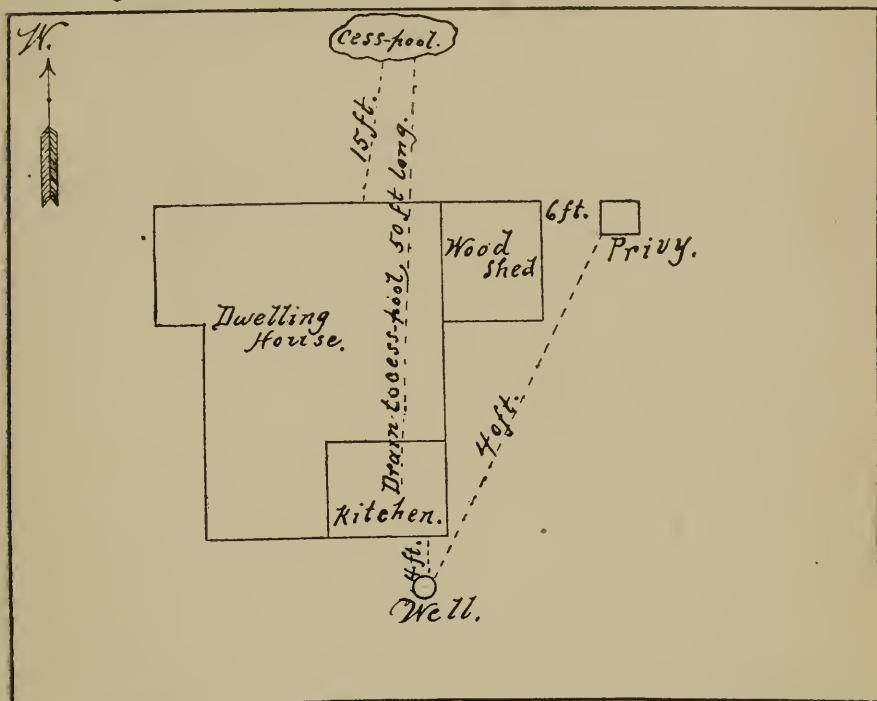 W.
Cess-pool.
15 ft.
Drain to cess-pool, 50 ft long.
6 ft.
Privy.
Wood
Shed
Dwelling
House.
40 ft.
Kitchen.
4 ft.
Well.